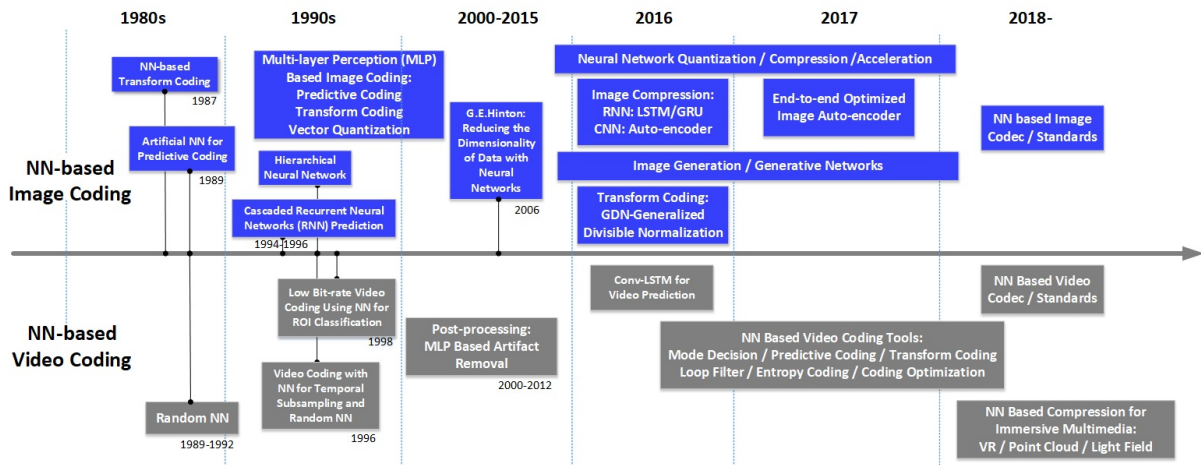 1980s
1990s
2000-2015
2016
2017
2018-
NN-based
Image Coding
NN-based
Transform Coding
1987
Artificial NN for
Predictive Coding
1989
Multi-layer Perception (MLP)
Based Image Coding:
Predictive Coding
Transform Coding
Vector Quantization
Hierarchical
Neural Network
Cascaded Recurrent Neural
Networks (RNN) Prediction
1994-1996
G.E.Hinton:
Reducing the
Dimensionality
of Data with
Neural
Networks
2006
Neural Network Quantization / Compression /Acceleration
Image Compression:
RNN: LSTM/GRU
CNN: Auto-encoder
End-to-end Optimized
Image Auto-encoder
NN based Image
Codec / Standards
Image Generation / Generative Networks
Transform Coding:
GDN-Generalized
Divisible Normalization
NN-based
Video Coding
Random NN
1989-1992
Low Bit-rate Video
Coding Using NN for
ROI Classification
1998
Video Coding with
NN for Temporal
Subsampling and
Random NN
1996
Post-processing:
MLP Based Artifact
Removal
2000-2012
Conv-LSTM for
Video Prediction
NN Based Video Coding Tools:
Mode Decision / Predictive Coding / Transform Coding
Loop Filter / Entropy Coding / Coding Optimization
NN Based Video
Codec / Standards
NN Based Compression for
Immersive Multimedia:
VR / Point Cloud / Light Field